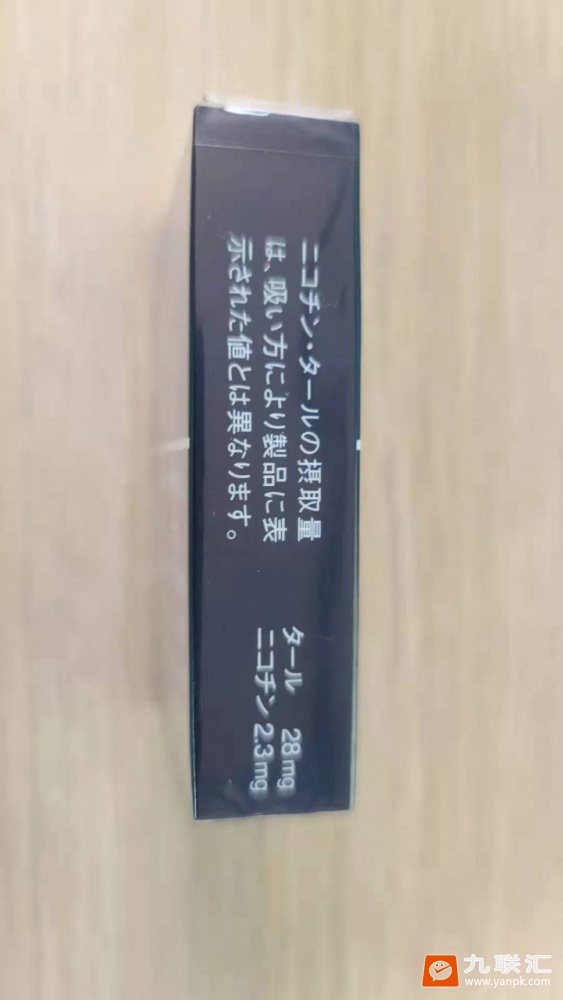 ニコチン・タールの摂取量
は、吸い方により製品に表
示された値とは異なります。
タール 28mg
ニコチン 2.3mg
九联汇
www.yanpk.com